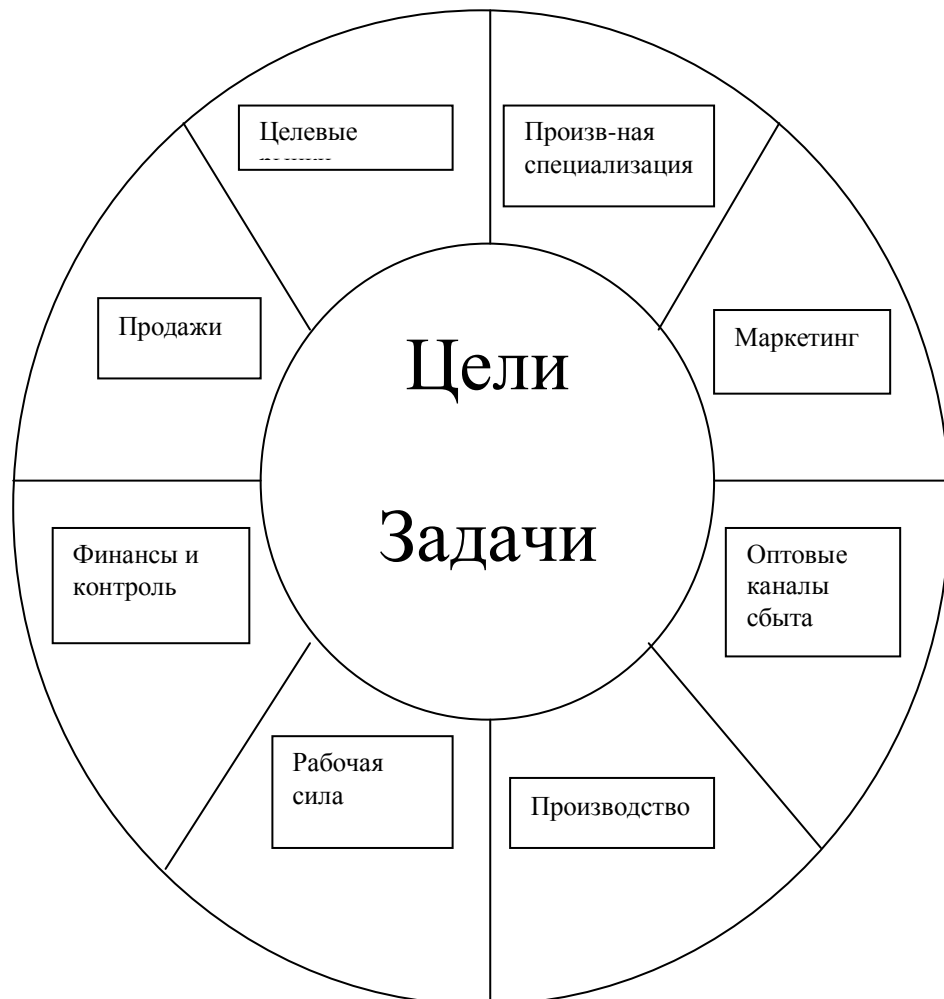 Целевые
Произв-ная
специализация
Продажи
Маркетинг
Цели
Задачи
Финансы и
контроль
Оптовые
каналы
сбыта
Рабочая
сила
Производство